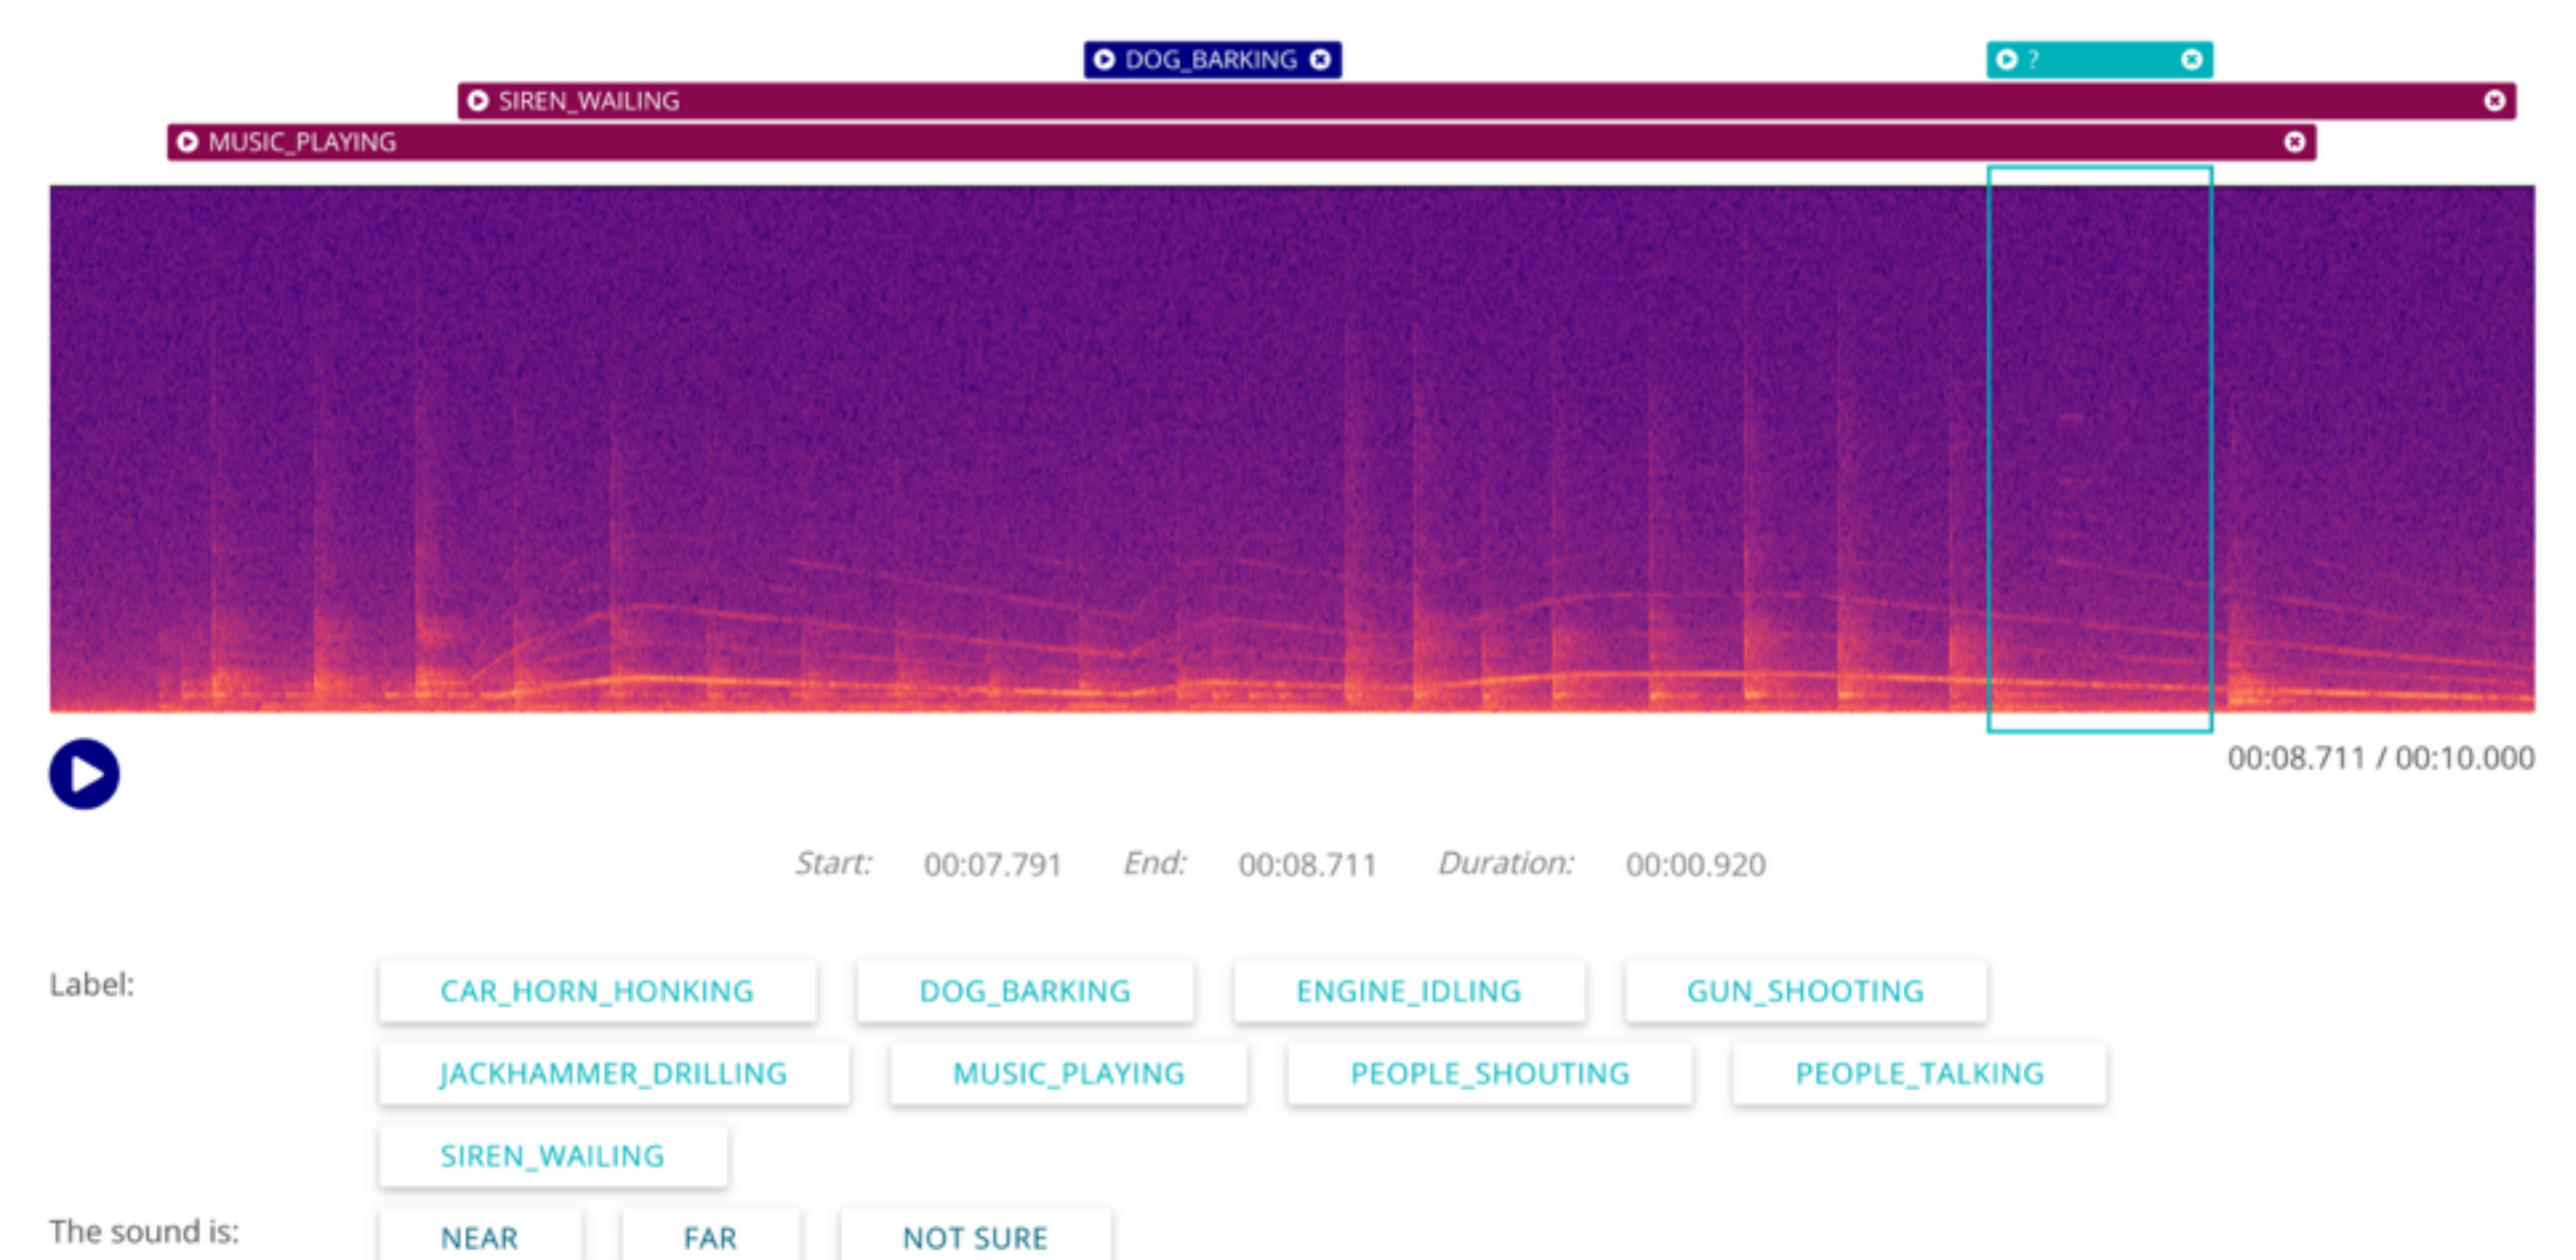 DOG_BARKING ?
SIREN_WAILING
MUSIC_PLAYING
00:08.711 / 00:10.000
Start: 00:07.791 End: 00:08.711 Duration: 00:00.920
Label: CAR_HORN_HONKING DOG_BARKING ENGINE_IDLING GUN_SHOOTING
JACKHAMMER_DRILLING MUSIC_PLAYING PEOPLE_SHOUTING PEOPLE_TALKING
SIREN_WAILING
The sound is: NEAR FAR NOT SURE